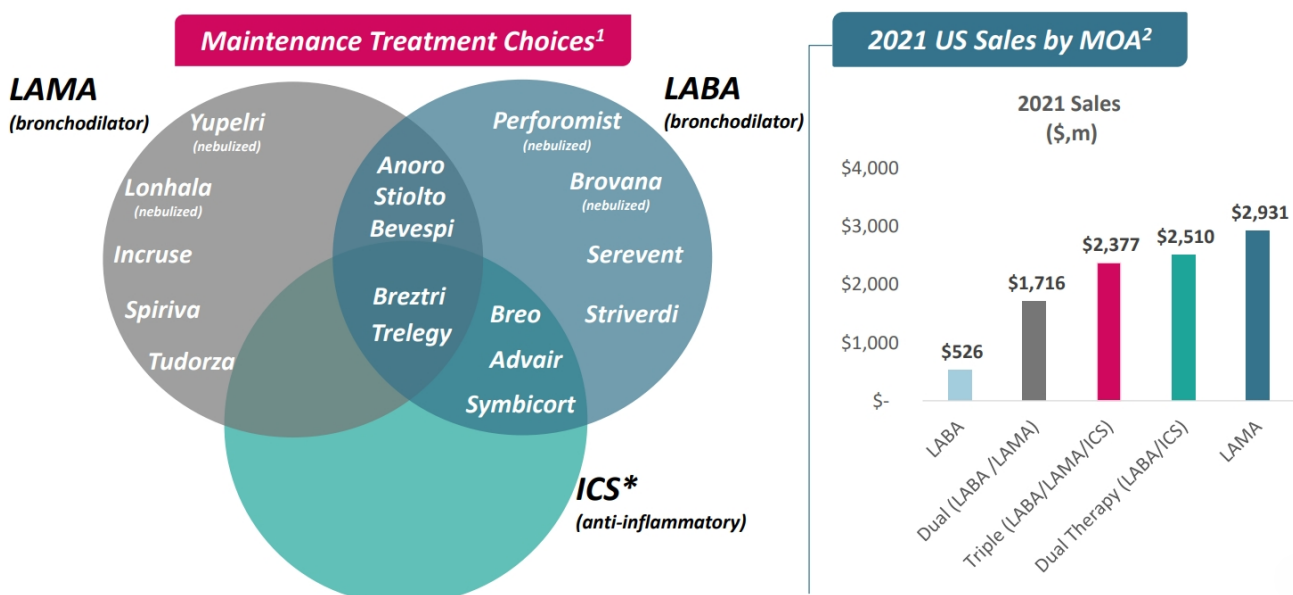 Maintenance Treatment Choices¹
LAMA
(bronchodilator)
LABA
(bronchodilator)
Yupelri
(nebulized)
Lonhala
(nebulized)
Incruse
Spiriva
Tudorza
Anoro
Stiolto
Bevespi
Breztri
Trelegy
Perforomist
(nebulized)
Brovana
(nebulized)
Serevent
Striverdi
Breo
Advair
Symbicort
ICS*
(anti-inflammatory)
2021 US Sales by MOA²
2021 Sales
($,m)
$4,000
$3,000
$2,000
$1,000
$-
$526
$1,716
$2,377
$2,510
$2,931
LABA
Dual (LABA /LAMA)
Triple (LABA/LAMA/ICS)
Dual Therapy (LABA/ICS)
LAMA